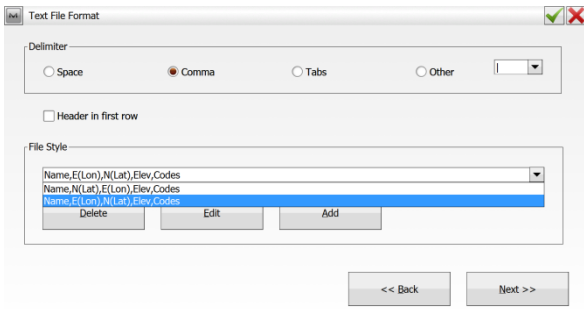 Text File Format
Delimiter
Space Comma Tabs Other |
Header in first row
File Style
Name,E(Lon),N(Lat),Elev,Codes
Name,N(Lat),E(Lon),Elev,Codes
Name,E(Lon),N(Lat),Elev,Codes
Delete Edit Add
<< Back Next >>